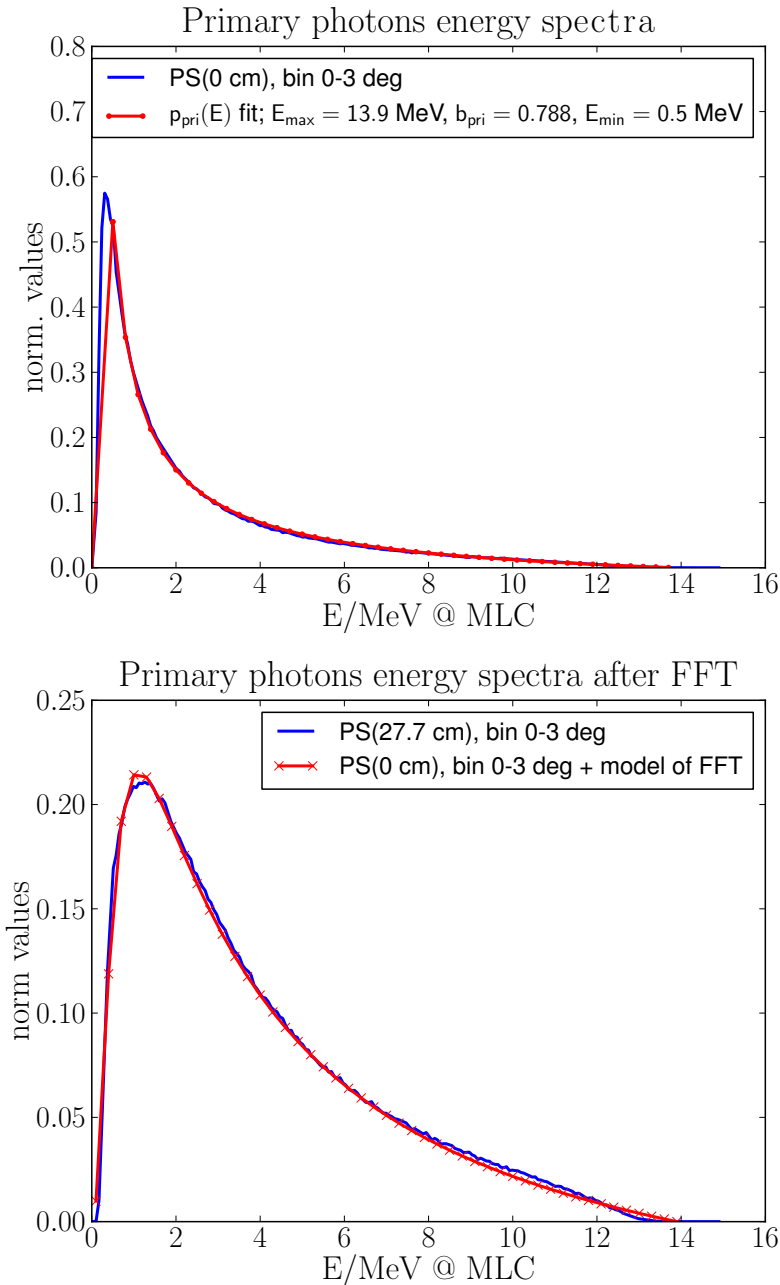 Primary photons energy spectra
0.8
PS(0 cm), bin 0-3 deg
p_pri(E) fit; E_max = 13.9 MeV, b_pri = 0.788, E_min = 0.5 MeV
0.7
0.6
0.5
0.4
0.3
0.2
0.1
0.0
norm. values
0 2 4 6 8 10 12 14 16
E/MeV @ MLC
Primary photons energy spectra after FFT
0.25
PS(27.7 cm), bin 0-3 deg
PS(0 cm), bin 0-3 deg + model of FFT
0.20
0.15
0.10
0.05
0.00
norm values
0 2 4 6 8 10 12 14 16
E/MeV @ MLC